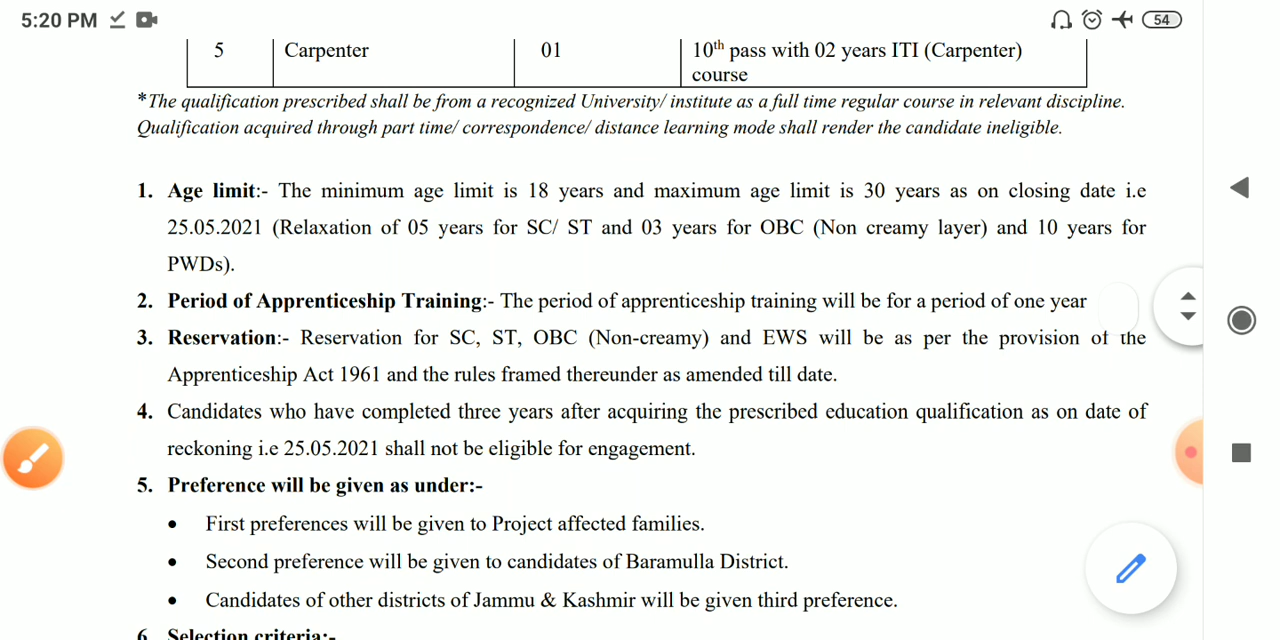 5:20 PM
54
5 Carpenter 01 10th pass with 02 years ITI (Carpenter)
course
*The qualification prescribed shall be from a recognized University/ institute as a full time regular course in relevant discipline.
Qualification acquired through part time/ correspondence/ distance learning mode shall render the candidate ineligible.
1. Age limit:- The minimum age limit is 18 years and maximum age limit is 30 years as on closing date i.e
25.05.2021 (Relaxation of 05 years for SC/ ST and 03 years for OBC (Non creamy layer) and 10 years for
PWDs).
2. Period of Apprenticeship Training:- The period of apprenticeship training will be for a period of one year
3. Reservation:- Reservation for SC, ST, OBC (Non-creamy) and EWS will be as per the provision of the
Apprenticeship Act 1961 and the rules framed thereunder as amended till date.
4. Candidates who have completed three years after acquiring the prescribed education qualification as on date of
reckoning i.e 25.05.2021 shall not be eligible for engagement.
5. Preference will be given as under:-
• First preferences will be given to Project affected families.
• Second preference will be given to candidates of Baramulla District.
• Candidates of other districts of Jammu & Kashmir will be given third preference.
6. Selection criteria:-